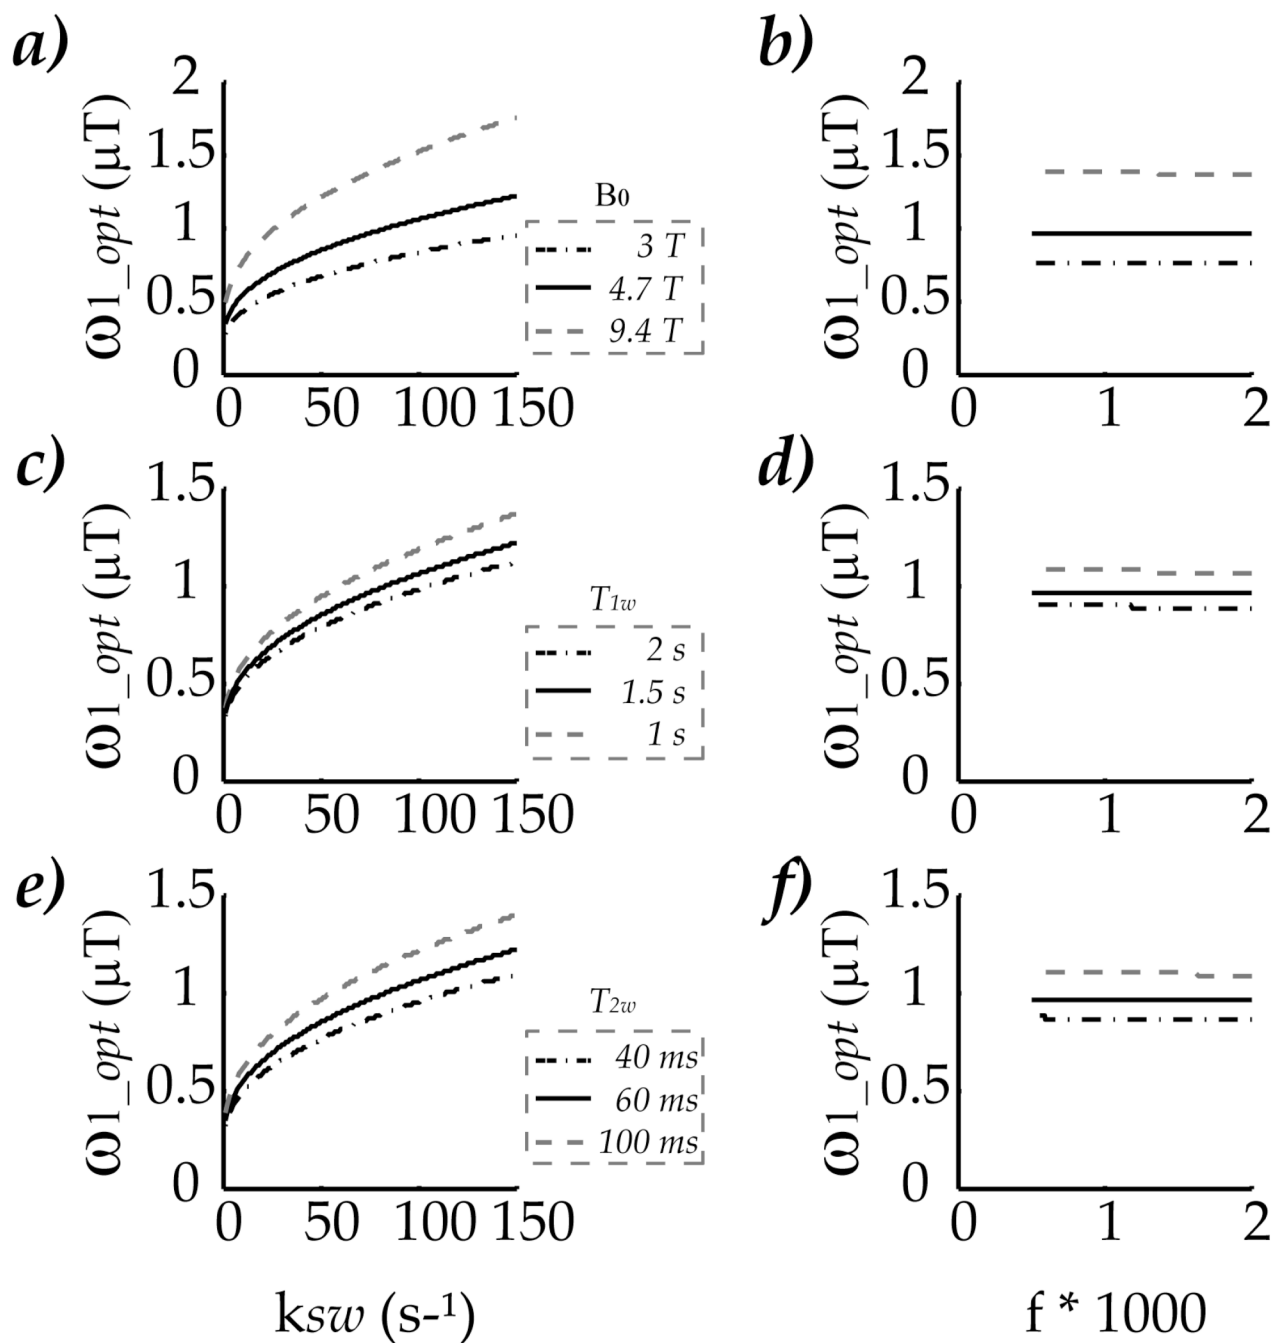 a)
b)
2
1.5
1
0.5
0
ω1_opt (μT)
0 50 100 150
B0
3 T
4.7 T
9.4 T
2
1.5
1
0.5
0
ω1_opt (μT)
0 1 2
c)
d)
1.5
1
0.5
0
ω1_opt (μT)
0 50 100 150
T1w
2 s
1.5 s
1 s
1.5
1
0.5
0
ω1_opt (μT)
0 1 2
e)
f)
1.5
1
0.5
0
ω1_opt (μT)
0 50 100 150
T2w
40 ms
60 ms
100 ms
1.5
1
0.5
0
ω1_opt (μT)
0 1 2
ksw (s-1)
f * 1000